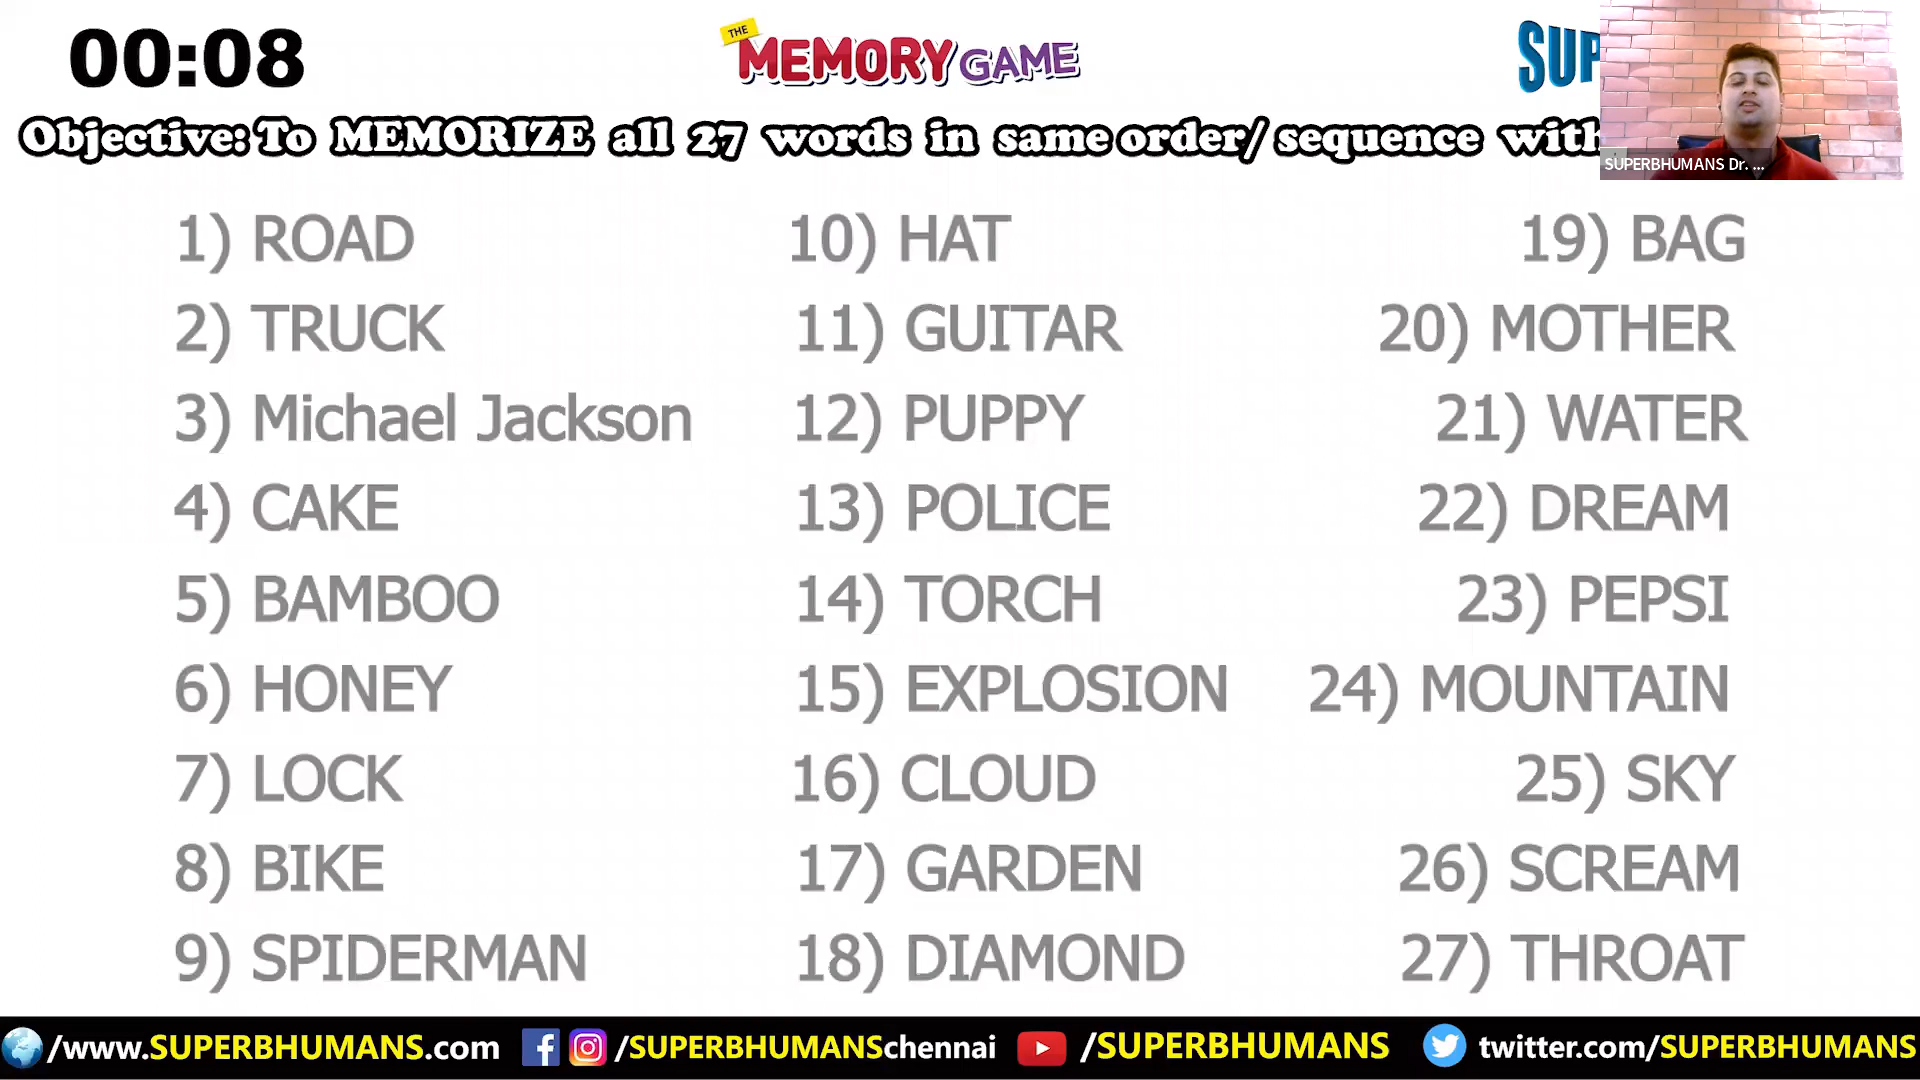 00:08
THE MEMORY GAME
SUP
Objective: To MEMORIZE all 27 words in same order/ sequence with
SUPERBHUMANS Dr. ...
1) ROAD
2) TRUCK
3) Michael Jackson
4) CAKE
5) BAMBOO
6) HONEY
7) LOCK
8) BIKE
9) SPIDERMAN
10) HAT
11) GUITAR
12) PUPPY
13) POLICE
14) TORCH
15) EXPLOSION
16) CLOUD
17) GARDEN
18) DIAMOND
19) BAG
20) MOTHER
21) WATER
22) DREAM
23) PEPSI
24) MOUNTAIN
25) SKY
26) SCREAM
27) THROAT
/www.SUPERBHUMANS.com /SUPERBHUMANSchennai /SUPERBHUMANS twitter.com/SUPERBHUMANS